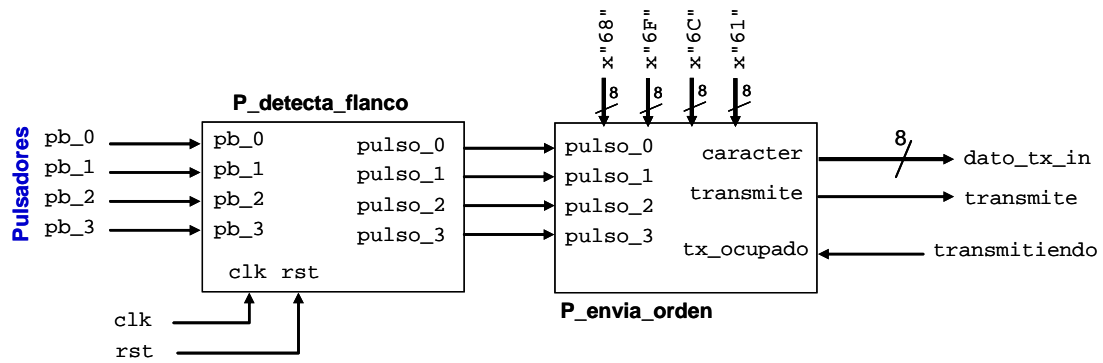 x"68"
x"6F"
x"6C"
x"61"
8
8
8
8
P_detecta_flanco
Pulsadores
pb_0
pb_1
pb_2
pb_3
pb_0
pb_1
pb_2
pb_3
pulso_0
pulso_1
pulso_2
pulso_3
clk rst
clk
rst
pulso_0
pulso_1
pulso_2
pulso_3
caracter
transmite
tx_ocupado
P_envia_orden
8
dato_tx_in
transmite
transmitiendo